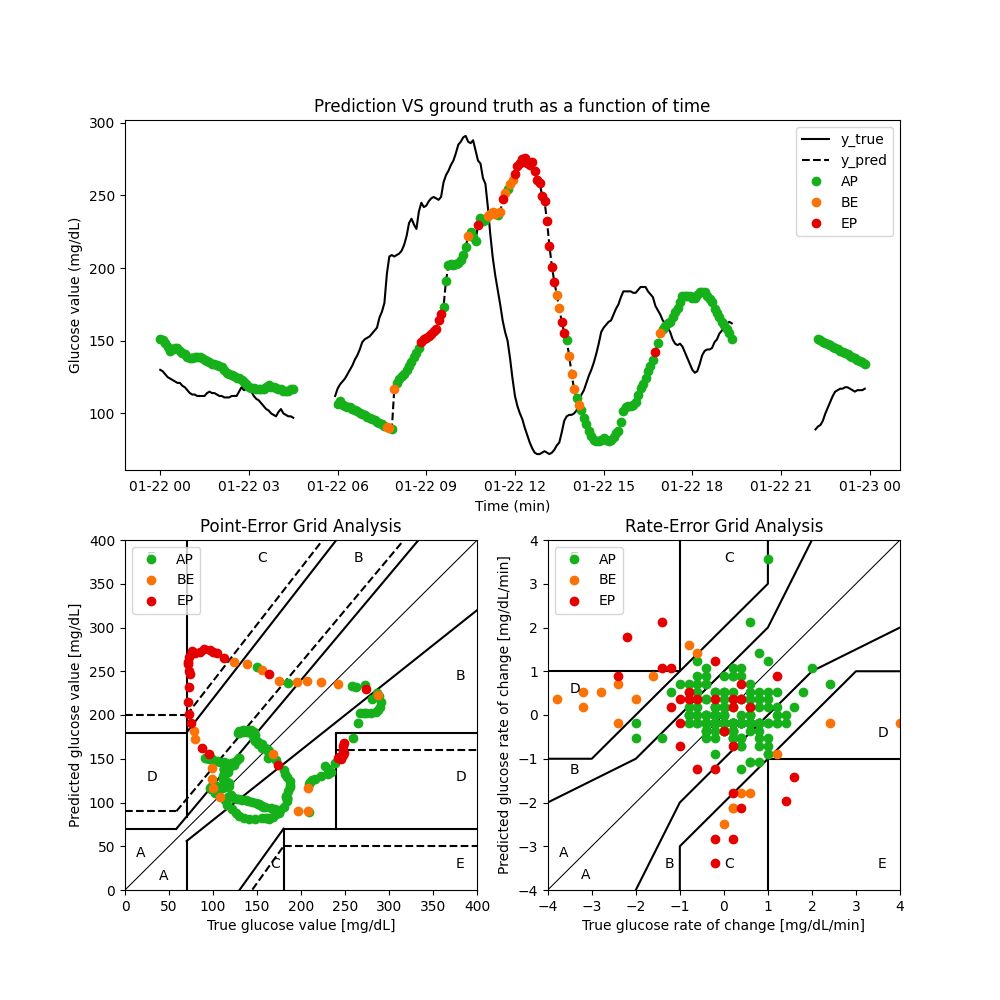 Prediction VS ground truth as a function of time
Glucose value (mg/dL)
300
250
200
150
100
y_true
y_pred
AP
BE
EP
01-22 00 01-22 03 01-22 06 01-22 09 01-22 12 01-22 15 01-22 18 01-22 21 01-23 00
Time (min)
Point-Error Grid Analysis
Predicted glucose value [mg/dL]
400
350
300
250
200
150
100
50
0
AP
BE
EP
C
B
B
D
D
A
A
C
E
0 50 100 150 200 250 300 350 400
True glucose value [mg/dL]
Rate-Error Grid Analysis
Predicted glucose rate of change [mg/dL/min]
4
3
2
1
0
−1
−2
−3
−4
AP
BE
EP
C
D
D
B
A
A
B
C
E
−4 −3 −2 −1 0 1 2 3 4
True glucose rate of change [mg/dL/min]